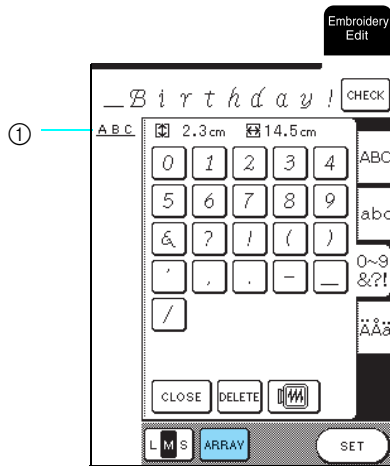 Embroidery
Edit
_Birthday! CHECK
① ABC 2.3cm 14.5cm
0 1 2 3 4 ABC
5 6 7 8 9 abc
& ? ! ( ) 0~9
&?!
' , . – _
/ ÄÅä
CLOSE DELETE
L M S ARRAY SET